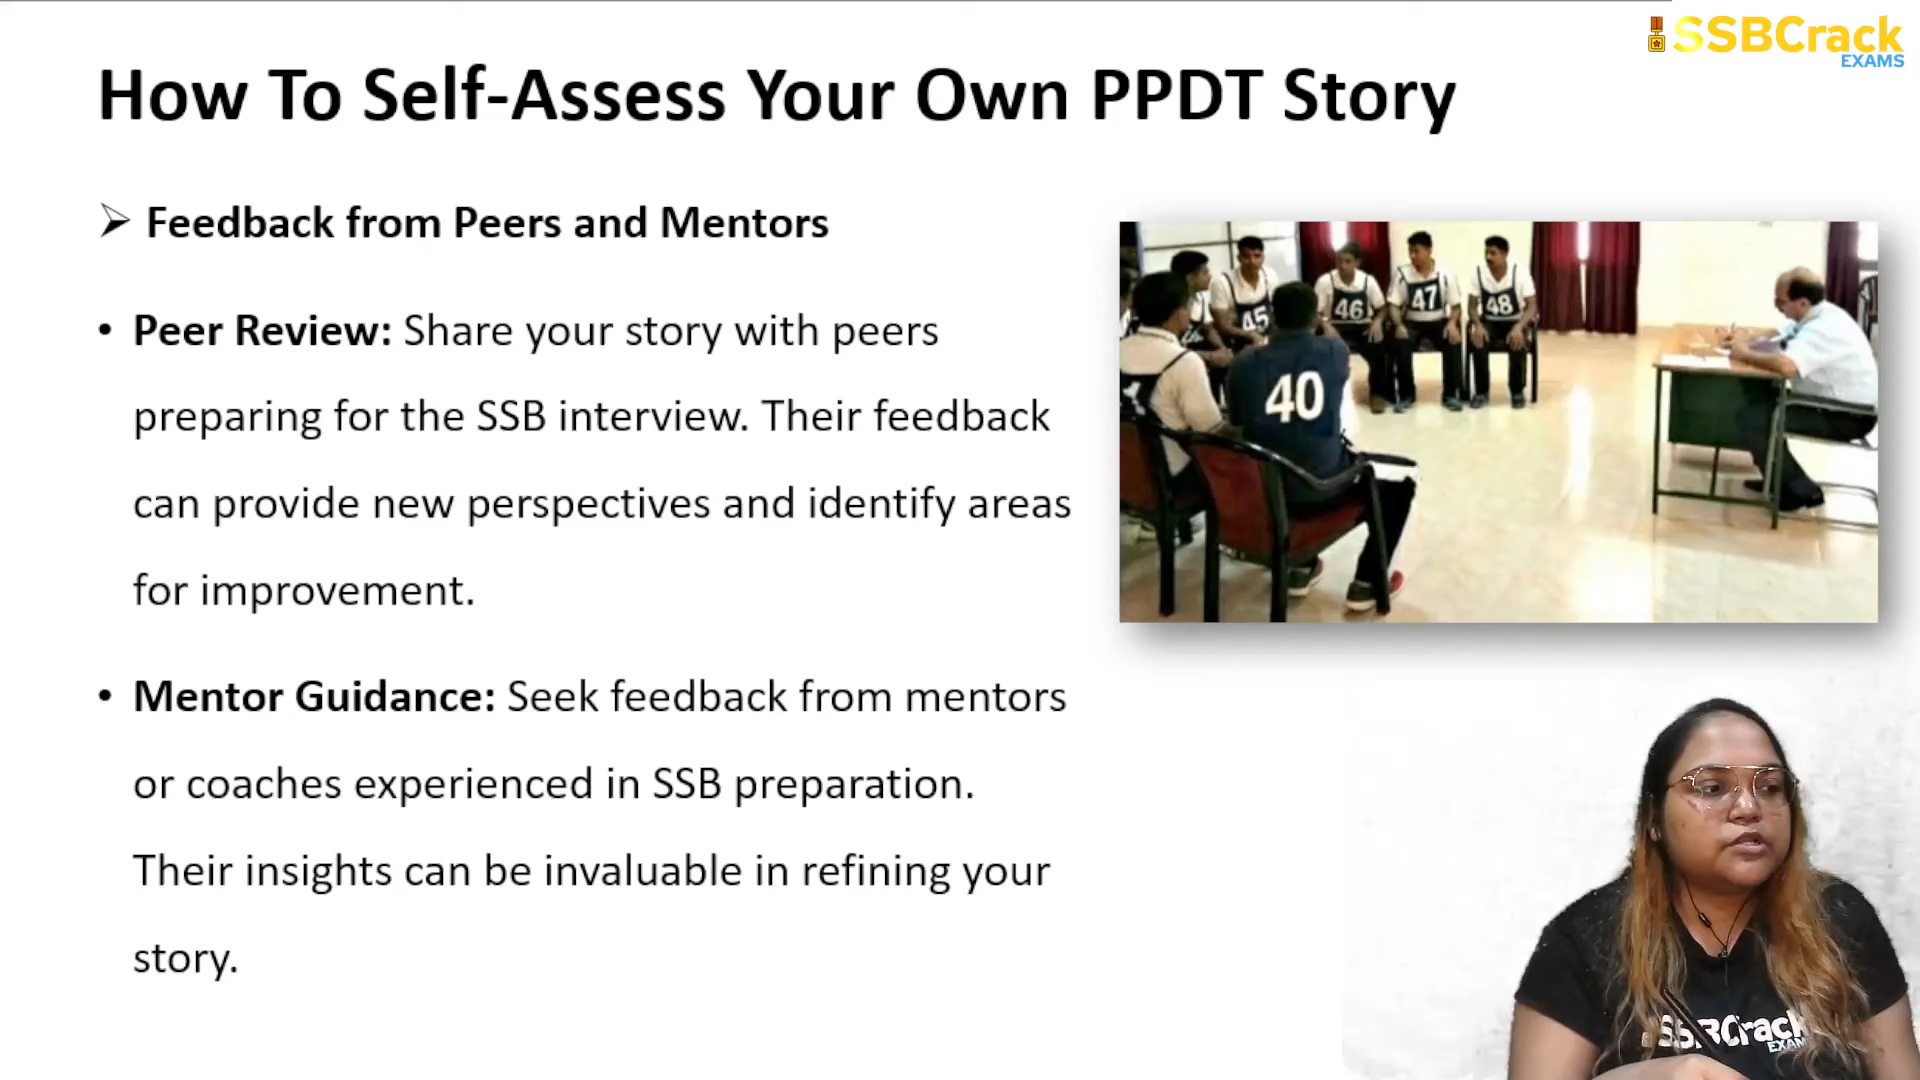 SSBCrack
EXAMS
How To Self-Assess Your Own PPDT Story
Feedback from Peers and Mentors
• Peer Review: Share your story with peers
preparing for the SSB interview. Their feedback
can provide new perspectives and identify areas
for improvement.
• Mentor Guidance: Seek feedback from mentors
or coaches experienced in SSB preparation.
Their insights can be invaluable in refining your
story.
45
46
47
48
40
SSBCrack
EXAM